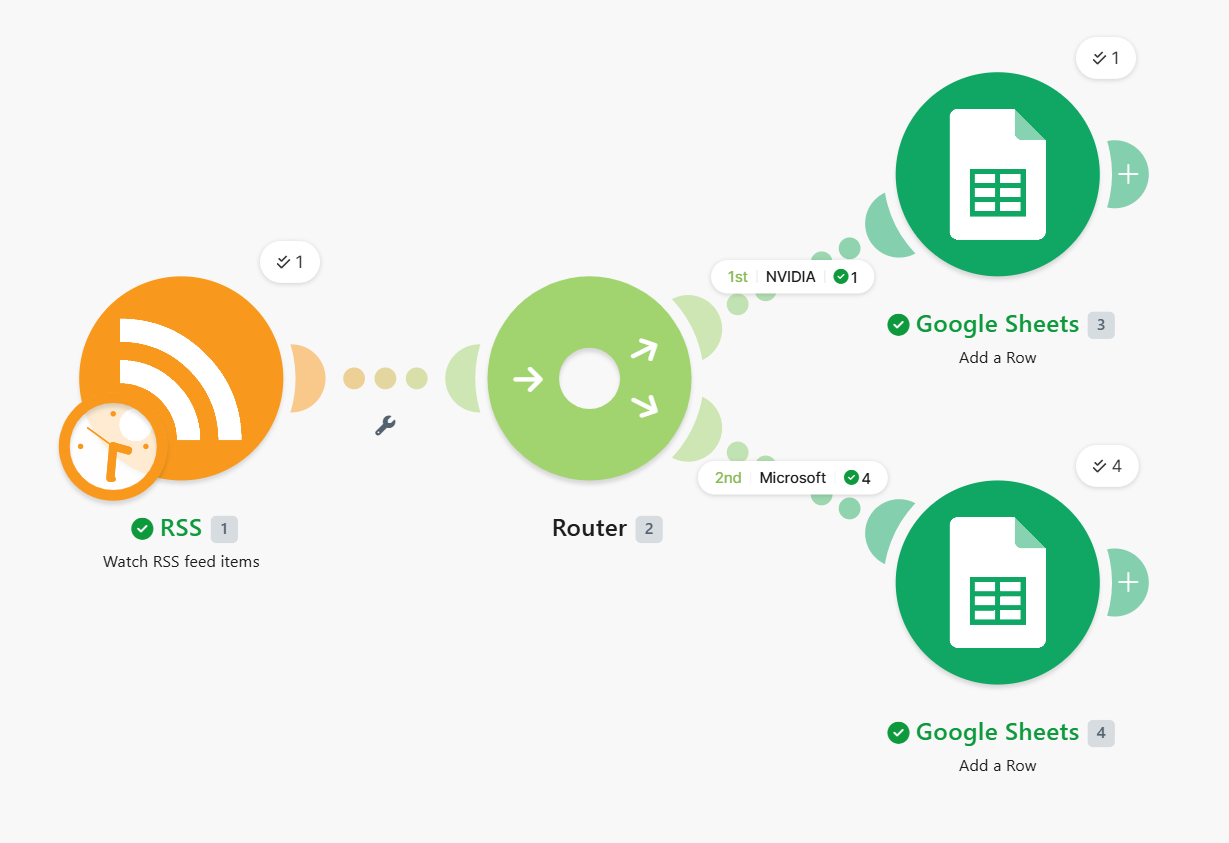 1
1
1st NVIDIA 1
Google Sheets 3
Add a Row
2nd Microsoft 4
4
RSS 1
Watch RSS feed items
Router 2
Google Sheets 4
Add a Row